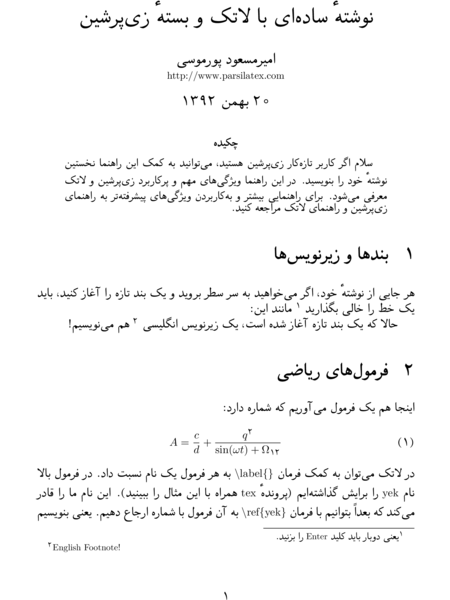 نوشتهٔ ساده‌ای با لاتک و بستهٔ زی‌پرشین
امیرمسعود پورموسی
http://www.parsilatex.com
۲۰ بهمن ۱۳۹۲
چکیده
سلام اگر کاربر تازه‌کار زی‌پرشین هستید، می‌توانید به کمک این راهنما نخستین
نوشتهٔ خود را بنویسید. در این راهنما ویژگی‌های مهم و پرکاربرد زی‌پرشین و لاتک
معرفی می‌شود. برای راهنمایی بیشتر و به‌کاربردن ویژگی‌های پیشرفته‌تر به راهنمای
زی‌پرشین و راهنمای لاتک مراجعه کنید.
۱ بندها و زیرنویس‌ها
هر جایی از نوشتهٔ خود، اگر می‌خواهید به سر سطر بروید و یک بند تازه را آغاز کنید، باید
یک خط را خالی بگذارید ۱ مانند این:
حالا که یک بند تازه آغاز شده است، یک زیرنویس انگلیسی ۲ هم می‌نویسیم!
۲ فرمول‌های ریاضی
اینجا هم یک فرمول می‌آوریم که شماره دارد:
A = c/d + q^۲/(sin(ωt) + Ω۱۲) (۱)
در لاتک می‌توان به کمک فرمان \label{} به هر فرمول یک نام نسبت داد. در فرمول بالا
نام yek را برایش گذاشته‌ایم (پروندهٔ tex همراه با این مثال را ببینید). این نام ما را قادر
می‌کند که بعداً بتوانیم با فرمان \ref{yek} به آن فرمول با شماره ارجاع دهیم. یعنی بنویسیم
۱یعنی دوبار باید کلید Enter را بزنید.
۲English Footnote!
۱